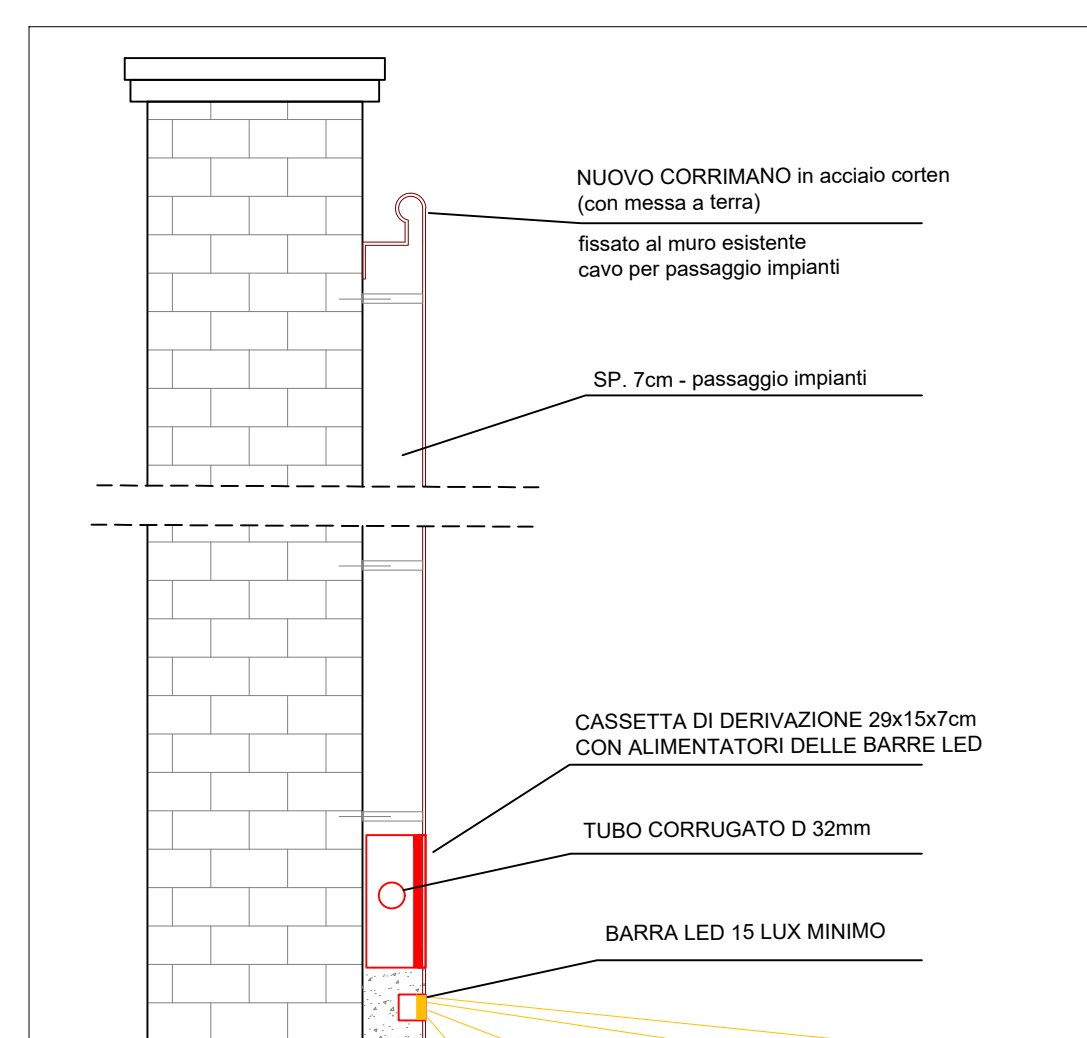 NUOVO CORRIMANO in acciaio corten
(con messa a terra)
fissato al muro esistente
cavo per passaggio impianti
SP. 7cm - passaggio impianti
CASSETTA DI DERIVAZIONE 29x15x7cm
CON ALIMENTATORI DELLE BARRE LED
TUBO CORRUGATO D 32mm
BARRA LED 15 LUX MINIMO